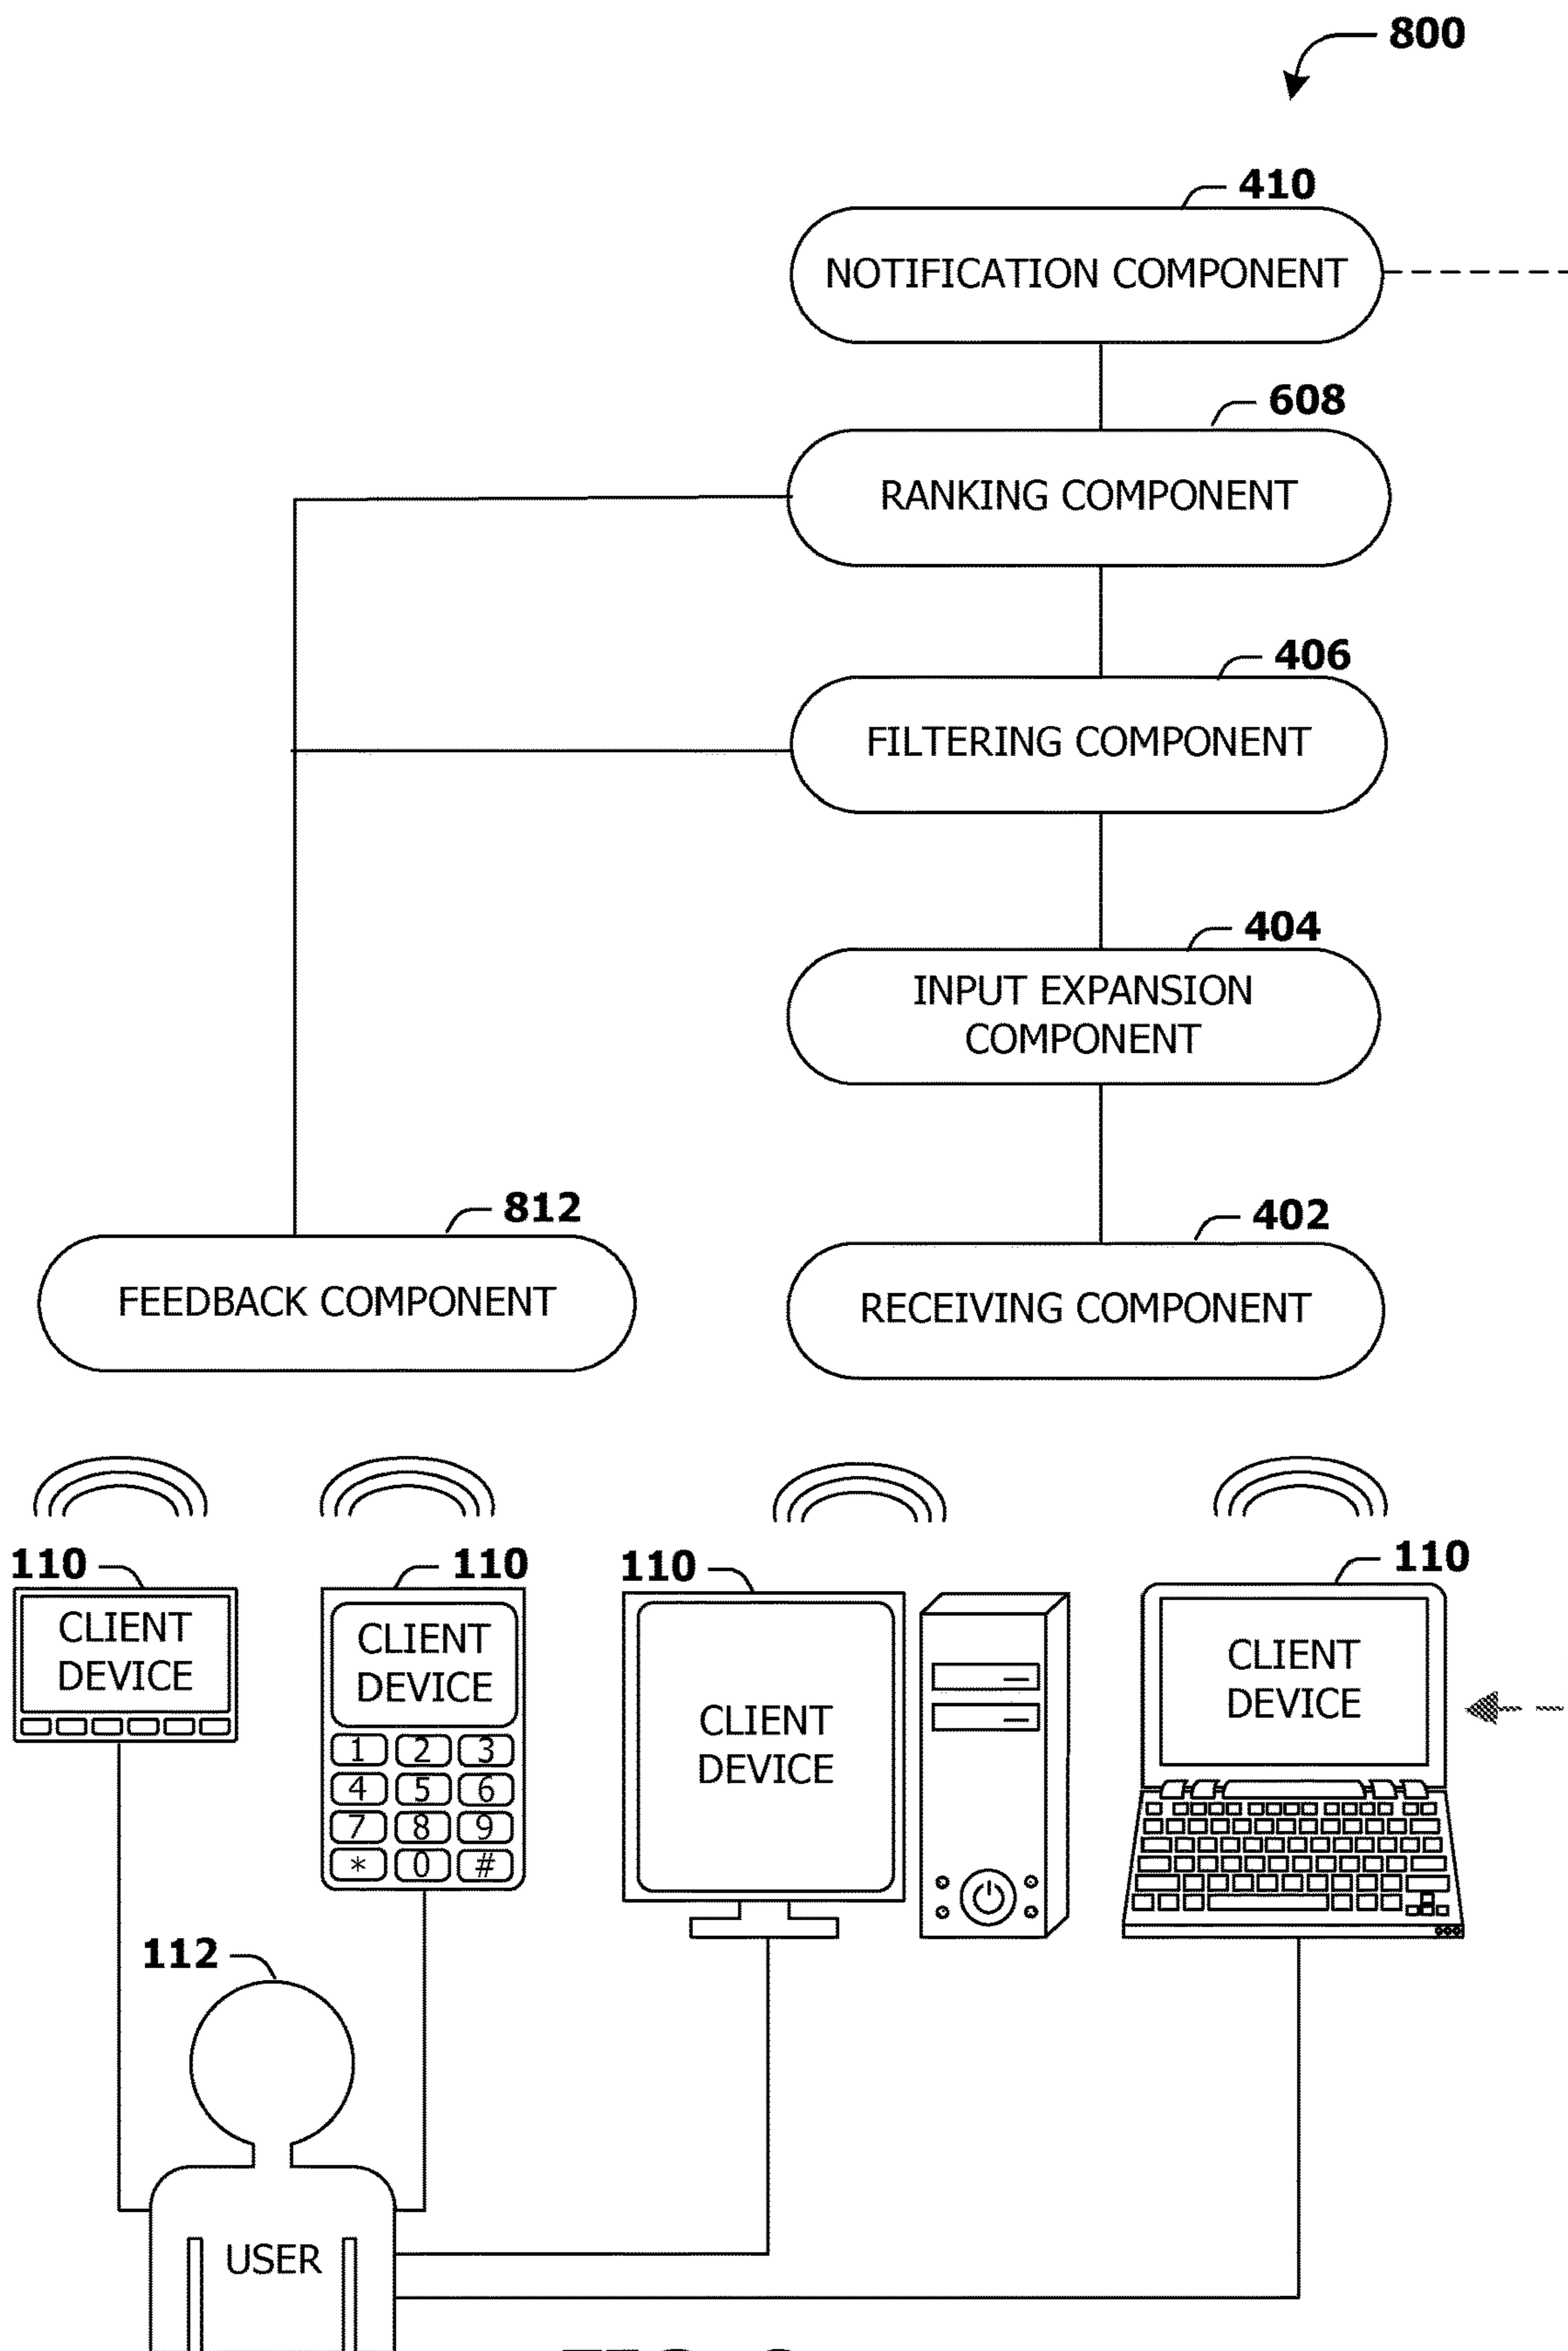 800
410
NOTIFICATION COMPONENT
608
RANKING COMPONENT
406
FILTERING COMPONENT
404
INPUT EXPANSION
COMPONENT
812
FEEDBACK COMPONENT
402
RECEIVING COMPONENT
110
CLIENT
DEVICE
110
CLIENT
DEVICE
1 2 3
4 5 6
7 8 9
* 0 #
110
CLIENT
DEVICE
110
CLIENT
DEVICE
112
USER